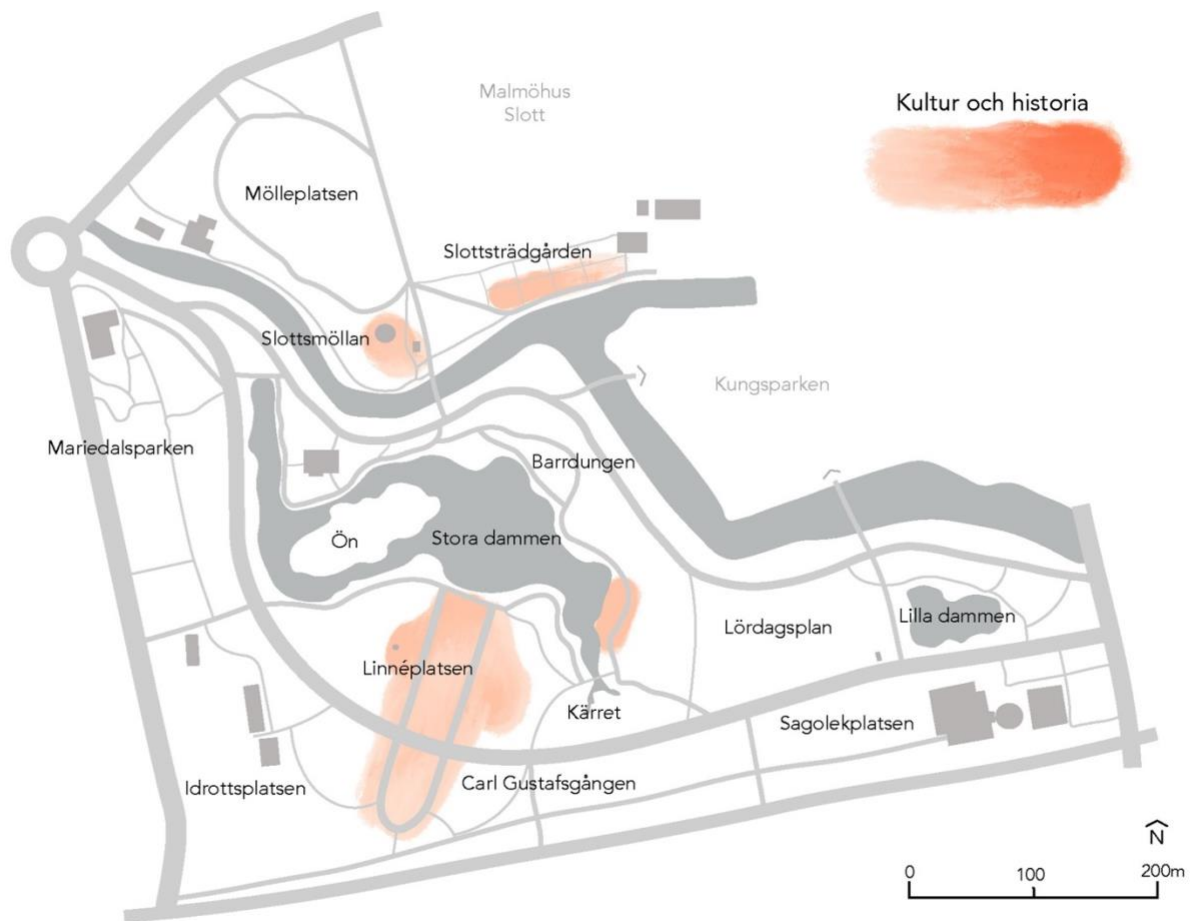 Malmöhus
Slott
Kultur och historia
Mölleplatsen
Slottsträdgården
Slottsmöllan
Kungsparken
Mariedalsparken
Barrdungen
Ön
Stora dammen
Lilla dammen
Lördagsplan
Linnéplatsen
Kärret
Sagolekplatsen
Idrottsplatsen
Carl Gustafsgången
N
0 100 200m